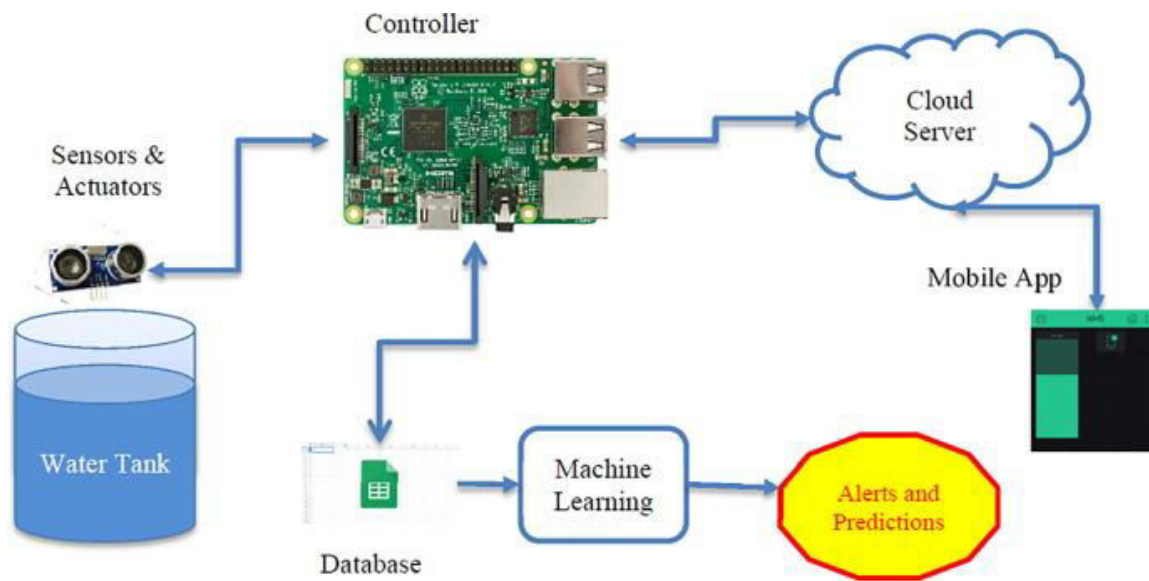 Controller
Cloud
Server
Sensors &
Actuators
Mobile App
Water Tank
Machine
Learning
Alerts and
Predictions
Database